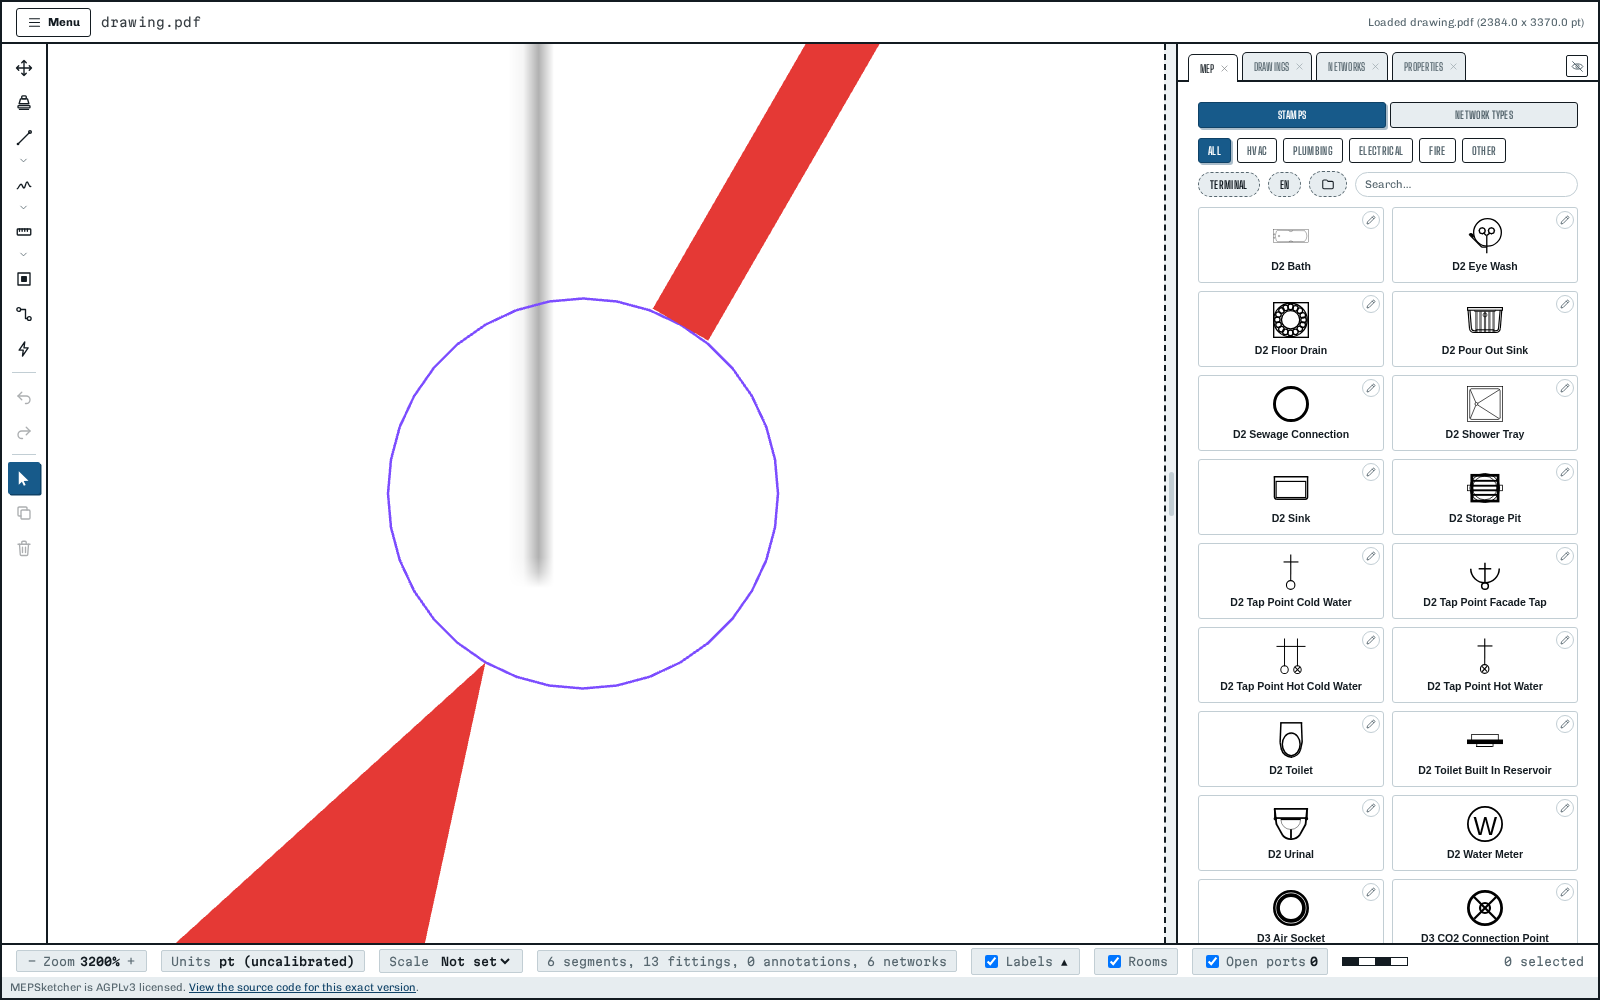 Menu drawing.pdf Loaded drawing.pdf (2384.0 x 3370.0 pt)
MEP DRAWINGS NETWORKS PROPERTIES
STAMPS NETWORK TYPES
ALL HVAC PLUMBING ELECTRICAL FIRE OTHER
TERMINAL EN Search...
D2 Bath D2 Eye Wash
D2 Floor Drain D2 Pour Out Sink
D2 Sewage Connection D2 Shower Tray
D2 Sink D2 Storage Pit
D2 Tap Point Cold Water D2 Tap Point Facade Tap
D2 Tap Point Hot Cold Water D2 Tap Point Hot Water
D2 Toilet D2 Toilet Built In Reservoir
W
D2 Urinal D2 Water Meter
D3 Air Socket D3 CO2 Connection Point
− Zoom 3200% + Units pt (uncalibrated) Scale Not set 6 segments, 13 fittings, 0 annotations, 6 networks Labels ▲ Rooms Open ports 0 0 selected
MEPSketcher is AGPLv3 licensed. View the source code for this exact version.